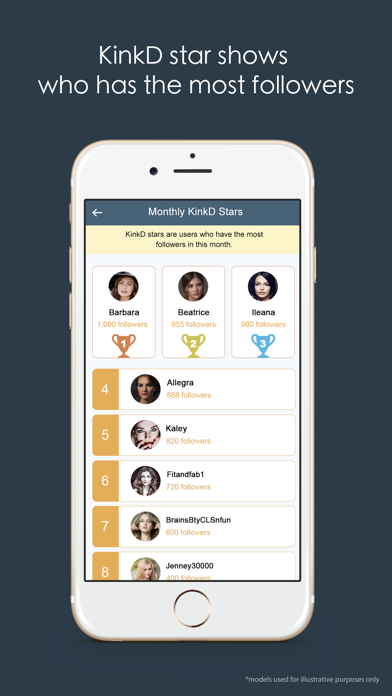 KinkD star shows
who has the most followers
Monthly KinkD Stars
KinkD stars are users who have the most
followers in this month.
Barbara
1,000 followers
1
Beatrice
955 followers
2
Ileana
900 followers
3
4
Allegra
888 followers
5
Kaley
820 followers
6
Fitandfab1
720 followers
7
BrainsBtyCLSnfun
600 followers
8
Jenney30000
400 followers
*models used for illustrative purposes only